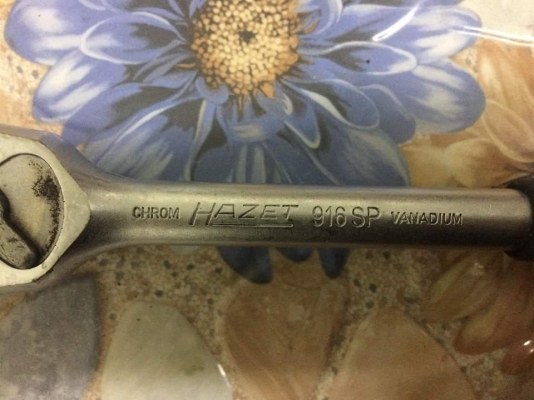 CHROM HAZET 916 SP VANADIUM